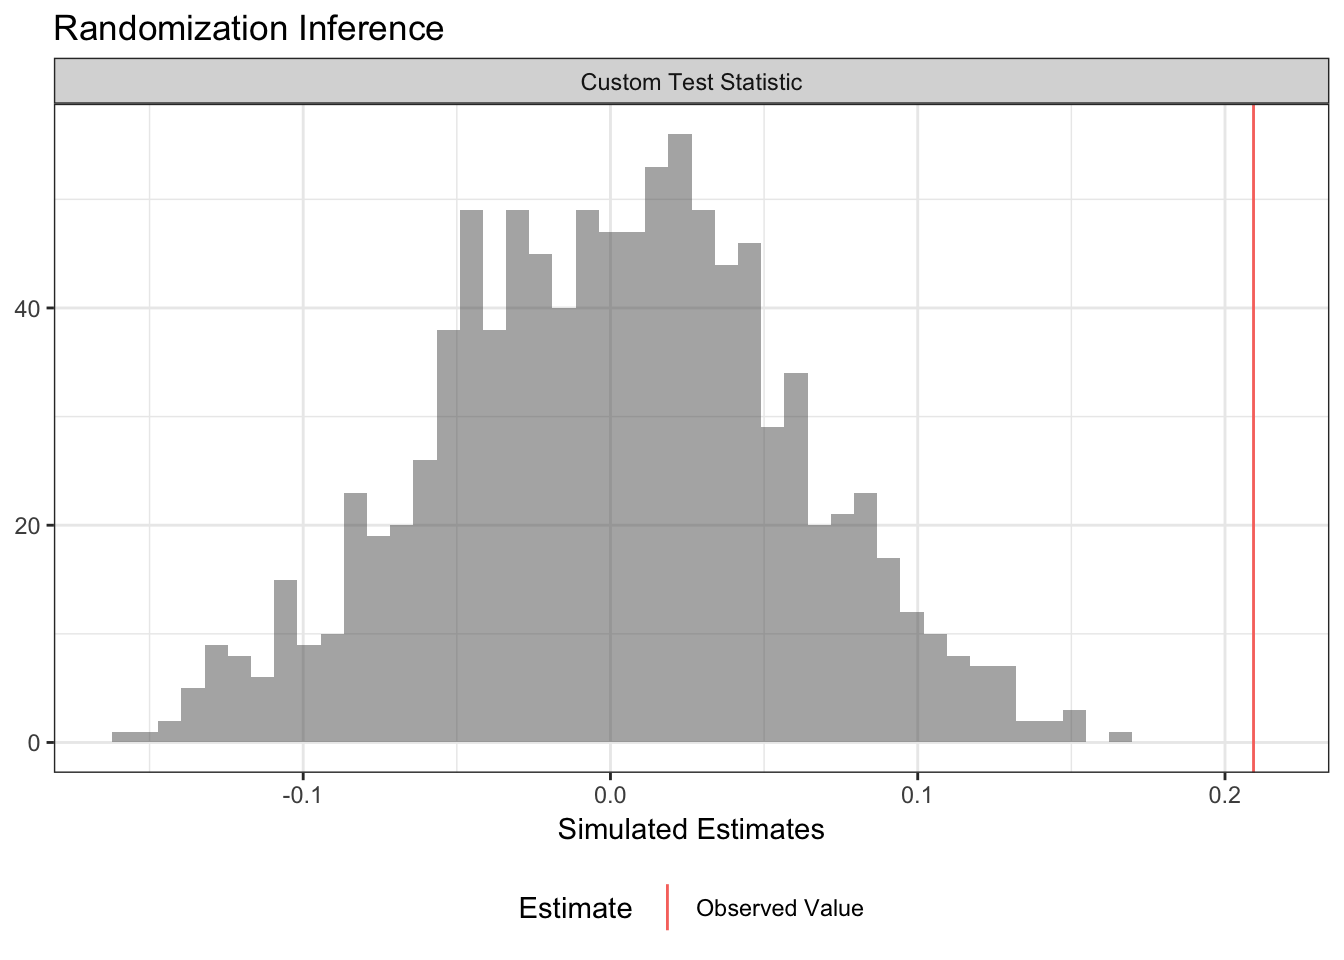 Randomization Inference
Custom Test Statistic
40
20
0
-0.1 0.0 0.1 0.2
Simulated Estimates
Estimate Observed Value